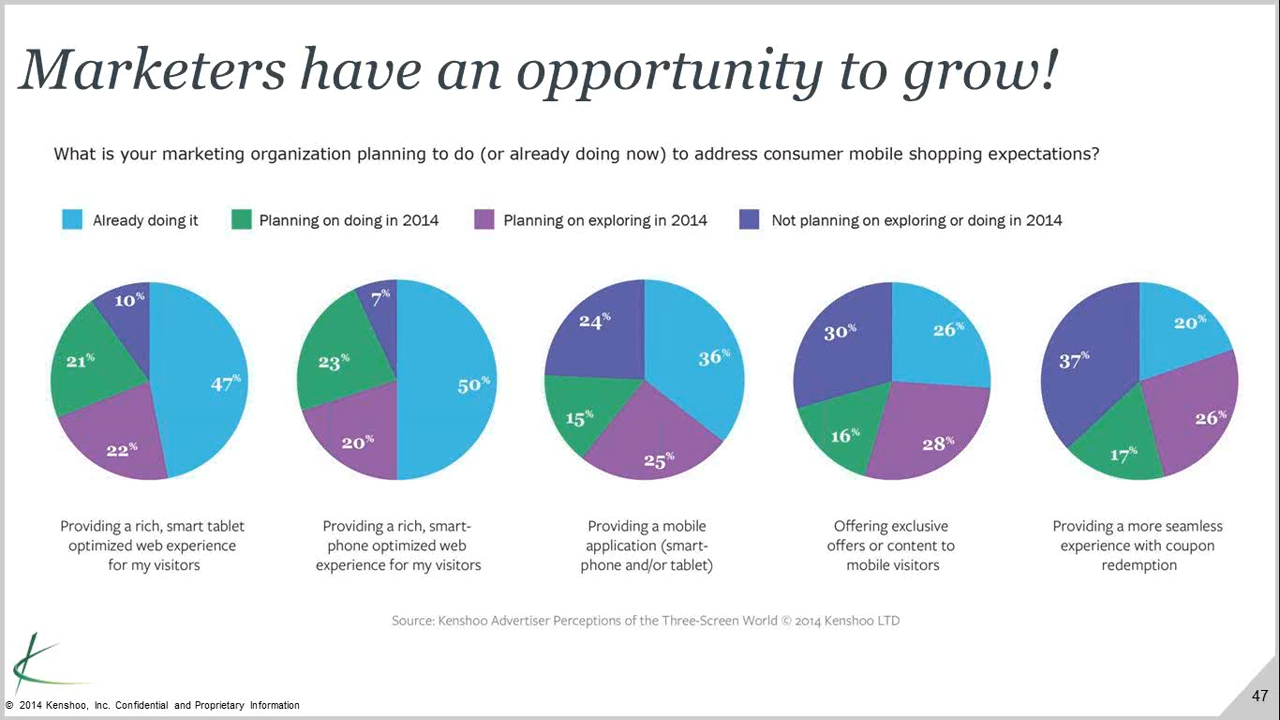 Marketers have an opportunity to grow!
What is your marketing organization planning to do (or already doing now) to address consumer mobile shopping expectations?
Already doing it
Planning on doing in 2014
Planning on exploring in 2014
Not planning on exploring or doing in 2014
10%
21%
47%
22%
7%
23%
50%
20%
24%
36%
15%
25%
30%
26%
16%
28%
37%
20%
26%
17%
Providing a rich, smart tablet
optimized web experience
for my visitors
Providing a rich, smart-
phone optimized web
experience for my visitors
Providing a mobile
application (smart-
phone and/or tablet)
Offering exclusive
offers or content to
mobile visitors
Providing a more seamless
experience with coupon
redemption
Source: Kenshoo Advertiser Perceptions of the Three-Screen World © 2014 Kenshoo LTD
© 2014 Kenshoo, Inc. Confidential and Proprietary Information
47